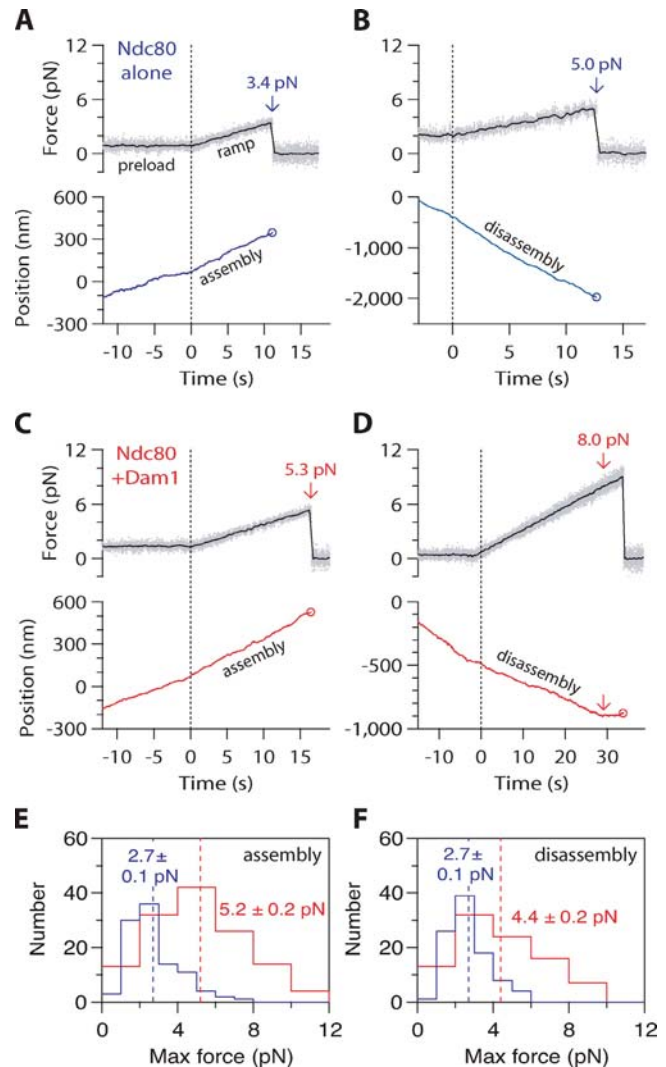 A
Ndc80
alone
Force (pN)
12
6
0
3.4 pN
preload
ramp
Position (nm)
600
300
0
-300
assembly
-10 -5 0 5 10 15
Time (s)
B
12
6
0
5.0 pN
0
-1,000
-2,000
disassembly
0 5 10 15
Time (s)
C
Ndc80
+Dam1
Force (pN)
12
6
0
5.3 pN
Position (nm)
600
300
0
-300
assembly
-10 -5 0 5 10 15
Time (s)
D
12
6
0
8.0 pN
0
-500
-1,000
disassembly
-10 0 10 20 30
Time (s)
E
Number
60
40
20
0
2.7±
0.1 pN
assembly
5.2 ± 0.2 pN
0 4 8 12
Max force (pN)
F
Number
60
40
20
0
2.7±
0.1 pN
disassembly
4.4 ± 0.2 pN
0 4 8 12
Max force (pN)